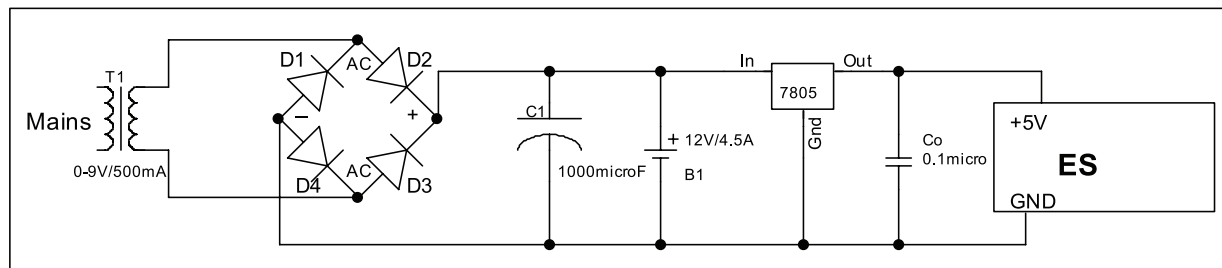 T1
Mains
0-9V/500mA
D1
AC
D2
−
+
D4
AC
D3
C1
1000microF
+
12V/4.5A
B1
In
Out
7805
Gnd
Co
0.1micro
+5V
ES
GND